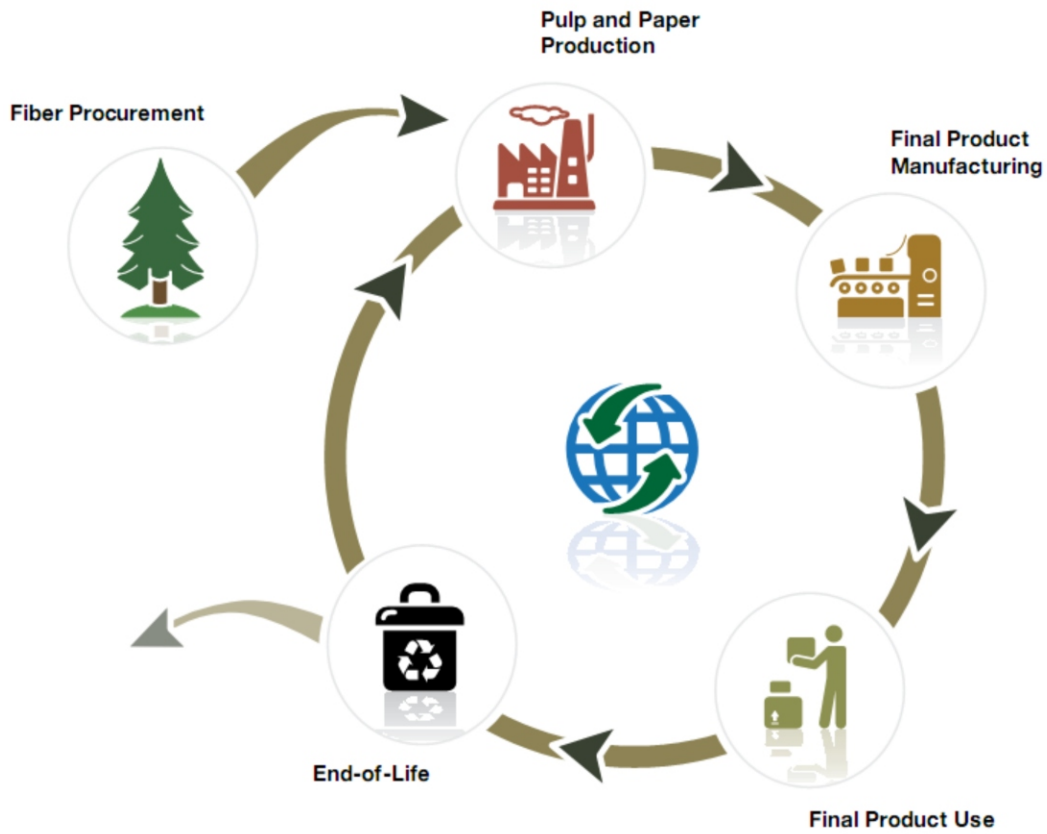 Pulp and Paper
Production
Fiber Procurement
Final Product
Manufacturing
End-of-Life
Final Product Use